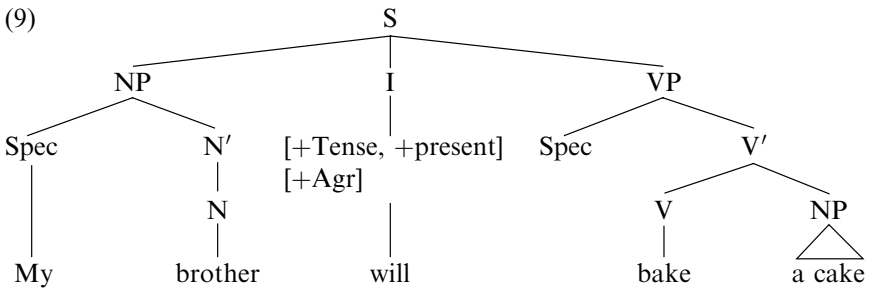 (9) S
NP I VP
Spec N′ [+Tense, +present] Spec V′
[+Agr]
N V NP
My brother will bake a cake